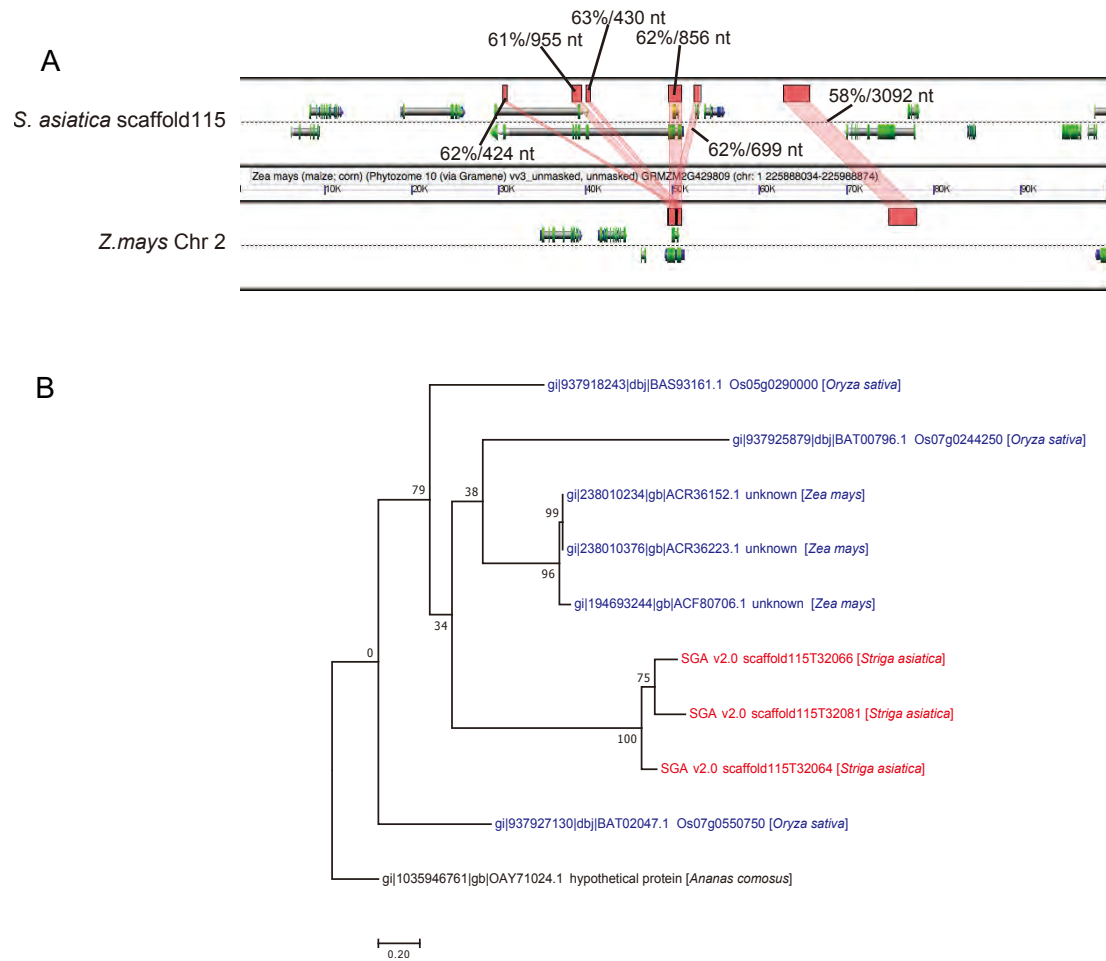 A
63%/430 nt
61%/955 nt
62%/856 nt
S. asiatica scaffold115
58%/3092 nt
62%/424 nt
62%/699 nt
Zea mays (maize; corn) (Phytozome 10 (via Gramene) vv3_unmasked, unmasked) GRMZM2G429809 (chr: 1 225888034-225988874)
10K 20K 30K 40K 50K 60K 70K 80K 90K
Z.mays Chr 2
B
gi|937918243|dbj|BAS93161.1 Os05g0290000 [Oryza sativa]
gi|937925879|dbj|BAT00796.1 Os07g0244250 [Oryza sativa]
79
38
gi|238010234|gb|ACR36152.1 unknown [Zea mays]
99
gi|238010376|gb|ACR36223.1 unknown [Zea mays]
96
gi|194693244|gb|ACF80706.1 unknown [Zea mays]
34
0
SGA v2.0 scaffold115T32066 [Striga asiatica]
75
SGA v2.0 scaffold115T32081 [Striga asiatica]
100
SGA v2.0 scaffold115T32064 [Striga asiatica]
gi|937927130|dbj|BAT02047.1 Os07g0550750 [Oryza sativa]
gi|1035946761|gb|OAY71024.1 hypothetical protein [Ananas comosus]
0.20